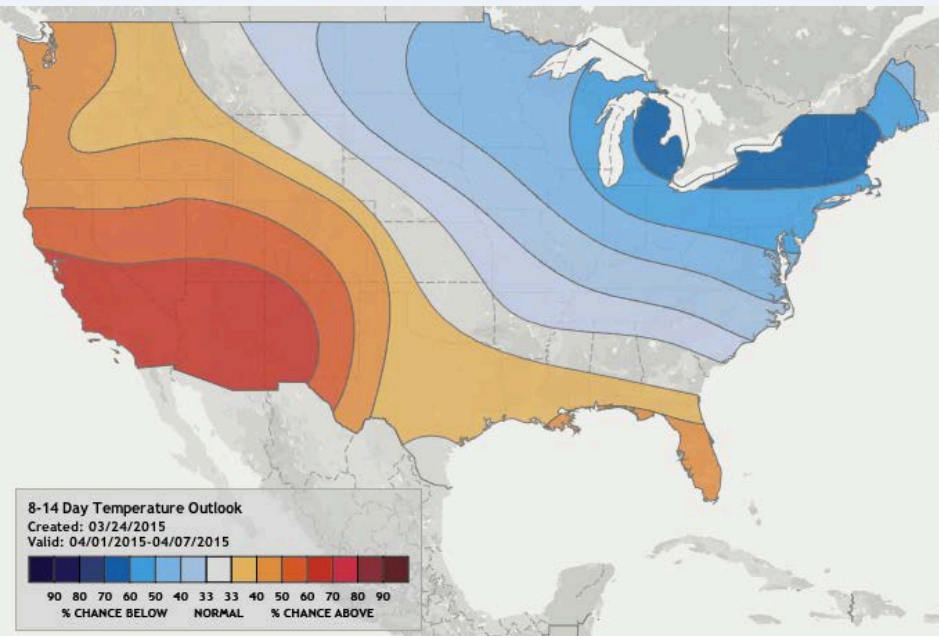 8-14 Day Temperature Outlook
Created: 03/24/2015
Valid: 04/01/2015-04/07/2015
90 80 70 60 50 40 33 33 40 50 60 70 80 90
% CHANCE BELOW NORMAL % CHANCE ABOVE